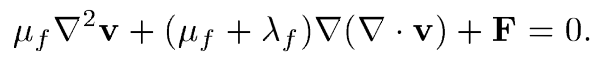 μ_f ∇²v + (μ_f + λ_f)∇(∇ · v) + F = 0.